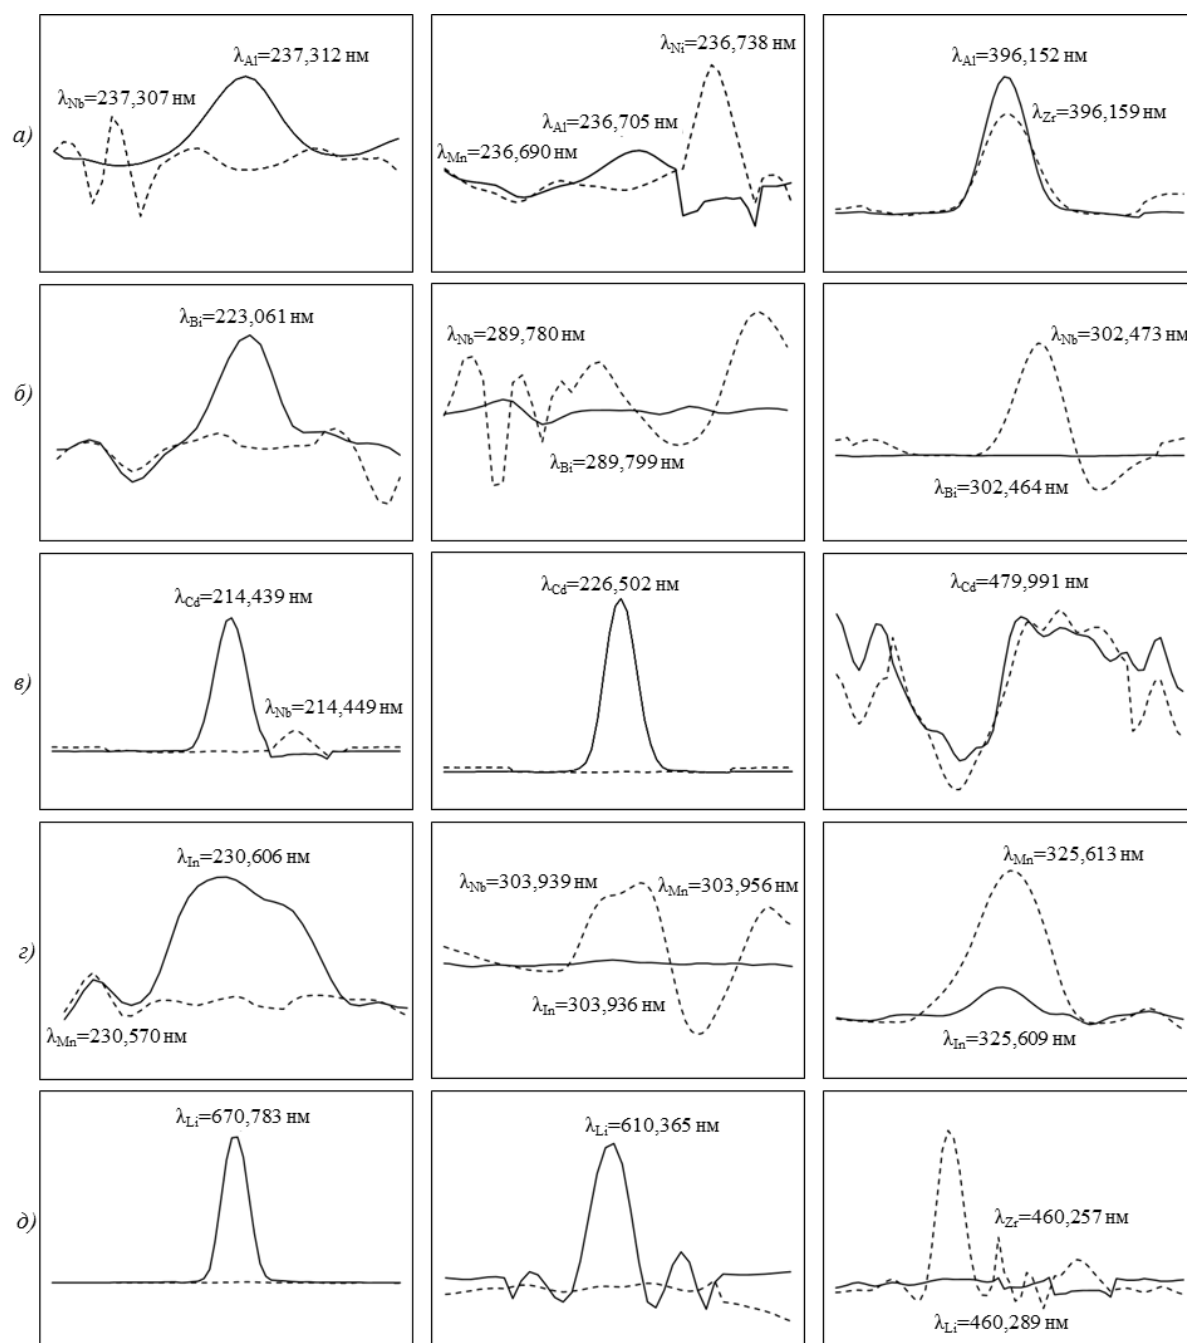 λAl=237,312 нм
λNb=237,307 нм
а)
λNi=236,738 нм
λAl=236,705 нм
λMn=236,690 нм
λAl=396,152 нм
λZr=396,159 нм
λBi=223,061 нм
б)
λNb=289,780 нм
λBi=289,799 нм
λNb=302,473 нм
λBi=302,464 нм
λCd=214,439 нм
в)
λNb=214,449 нм
λCd=226,502 нм
λCd=479,991 нм
λIn=230,606 нм
г)
λMn=230,570 нм
λNb=303,939 нм
λMn=303,956 нм
λIn=303,936 нм
λMn=325,613 нм
λIn=325,609 нм
λLi=670,783 нм
д)
λLi=610,365 нм
λZr=460,257 нм
λLi=460,289 нм